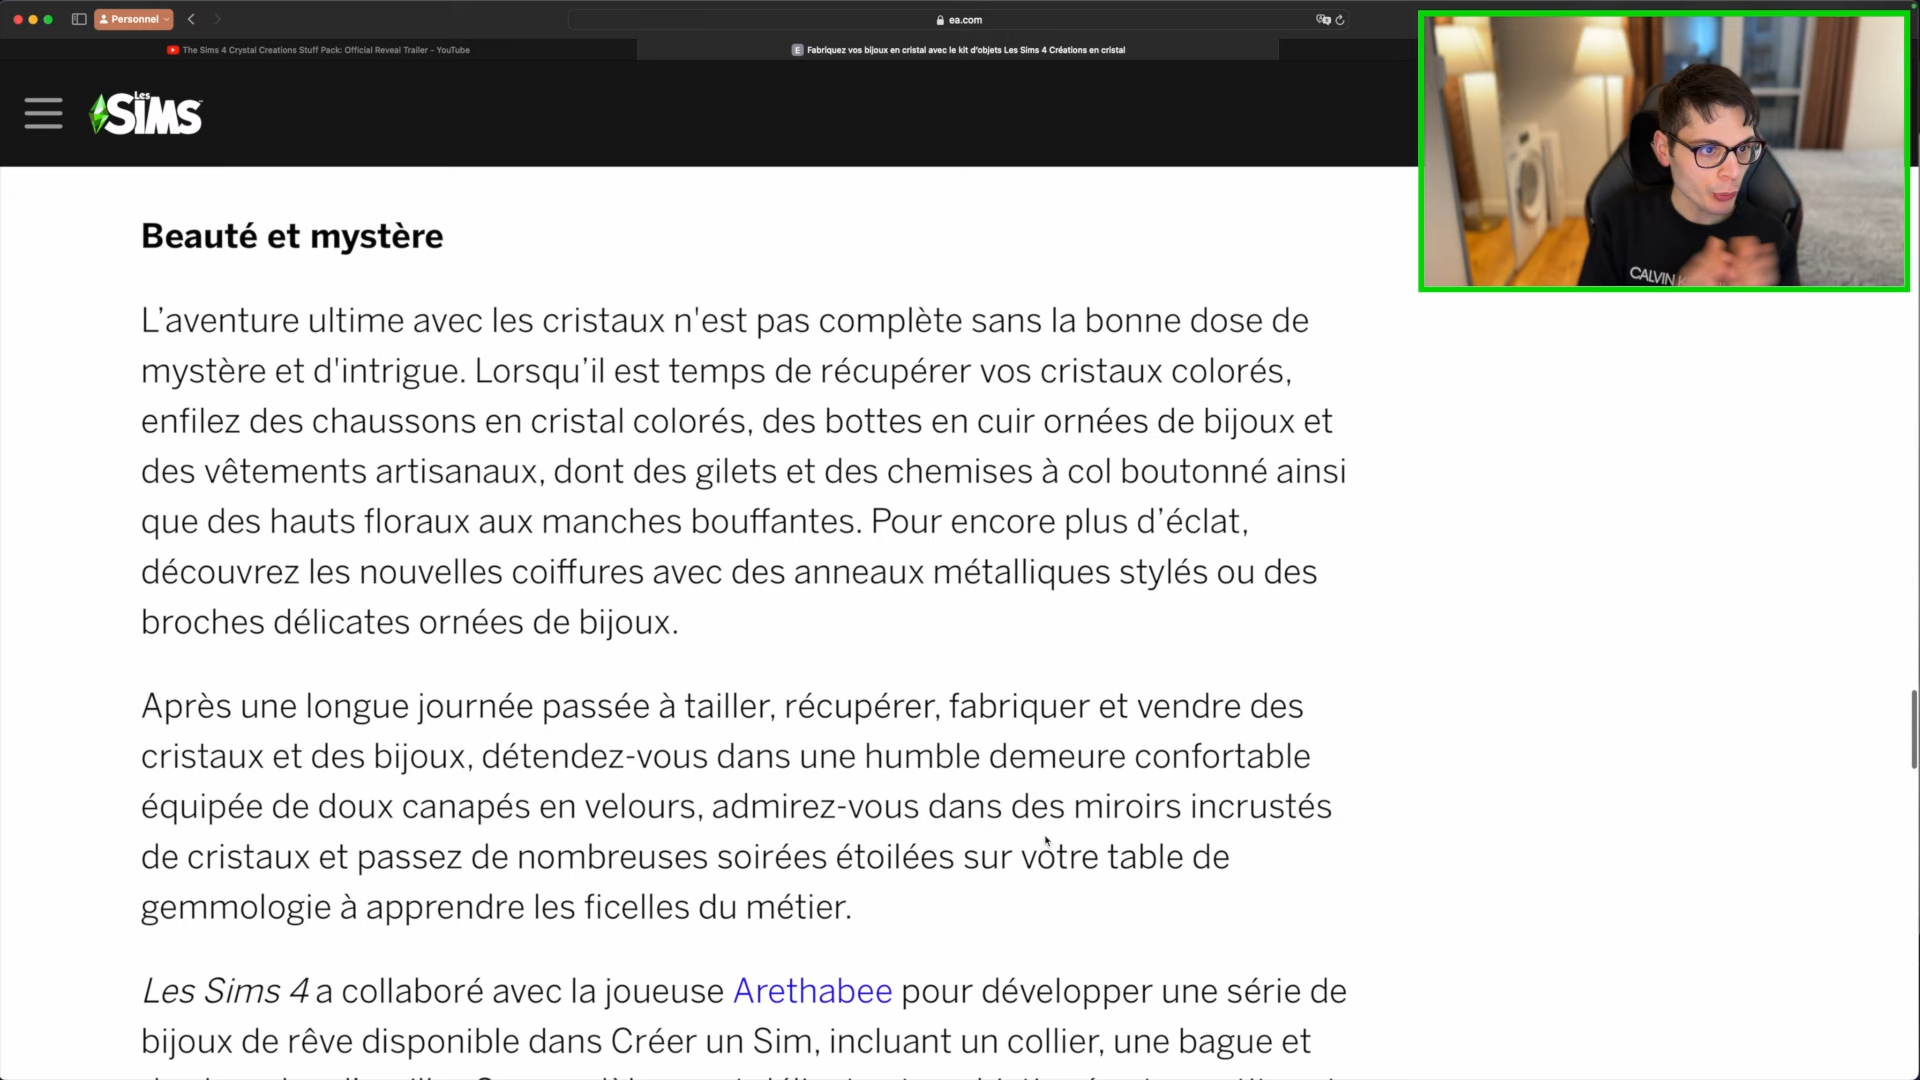 Personnel
ea.com
The Sims 4 Crystal Creations Stuff Pack: Official Reveal Trailer - YouTube
E Fabriquez vos bijoux en cristal avec le kit d'objets Les Sims 4 Créations en cristal
Les
SIMS
CALVIN K
Beauté et mystère
L’aventure ultime avec les cristaux n'est pas complète sans la bonne dose de
mystère et d'intrigue. Lorsqu’il est temps de récupérer vos cristaux colorés,
enfilez des chaussons en cristal colorés, des bottes en cuir ornées de bijoux et
des vêtements artisanaux, dont des gilets et des chemises à col boutonné ainsi
que des hauts floraux aux manches bouffantes. Pour encore plus d’éclat,
découvrez les nouvelles coiffures avec des anneaux métalliques stylés ou des
broches délicates ornées de bijoux.
Après une longue journée passée à tailler, récupérer, fabriquer et vendre des
cristaux et des bijoux, détendez-vous dans une humble demeure confortable
équipée de doux canapés en velours, admirez-vous dans des miroirs incrustés
de cristaux et passez de nombreuses soirées étoilées sur votre table de
gemmologie à apprendre les ficelles du métier.
Les Sims 4 a collaboré avec la joueuse Arethabee pour développer une série de
bijoux de rêve disponible dans Créer un Sim, incluant un collier, une bague et